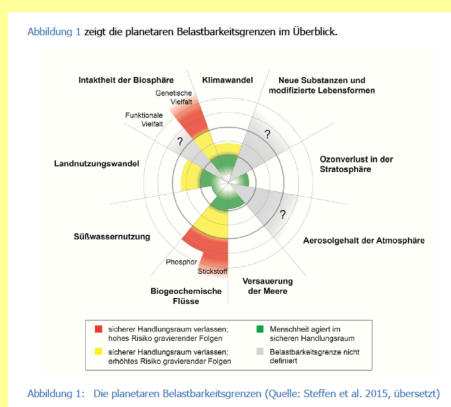 Abbildung 1 zeigt die planetaren Belastbarkeitsgrenzen im Überblick.
Intaktheit der Biosphäre
Klimawandel
Neue Substanzen und
modifizierte Lebensformen
Genetische
Vielfalt
Funktionale
Vielfalt
?
?
Landnutzungswandel
Ozonverlust in der
Stratosphäre
?
Süßwassernutzung
Aerosolgehalt der Atmosphäre
Phosphor
Stickstoff
Biogeochemische
Flüsse
Versauerung
der Meere
sicherer Handlungsraum verlassen;
hohes Risiko gravierender Folgen
Menschheit agiert im
sicheren Handlungsraum
sicherer Handlungsraum verlassen;
erhöhtes Risiko gravierender Folgen
Belastbarkeitsgrenze nicht
definiert
Abbildung 1: Die planetaren Belastbarkeitsgrenzen (Quelle: Steffen et al. 2015, übersetzt)